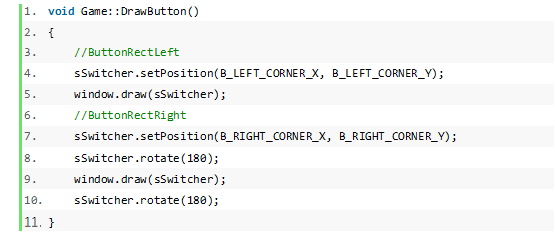 1. void Game::DrawButton()
2. {
3.     //ButtonRectLeft
4.     sSwitcher.setPosition(B_LEFT_CORNER_X, B_LEFT_CORNER_Y);
5.     window.draw(sSwitcher);
6.     //ButtonRectRight
7.     sSwitcher.setPosition(B_RIGHT_CORNER_X, B_RIGHT_CORNER_Y);
8.     sSwitcher.rotate(180);
9.     window.draw(sSwitcher);
10.     sSwitcher.rotate(180);
11. }